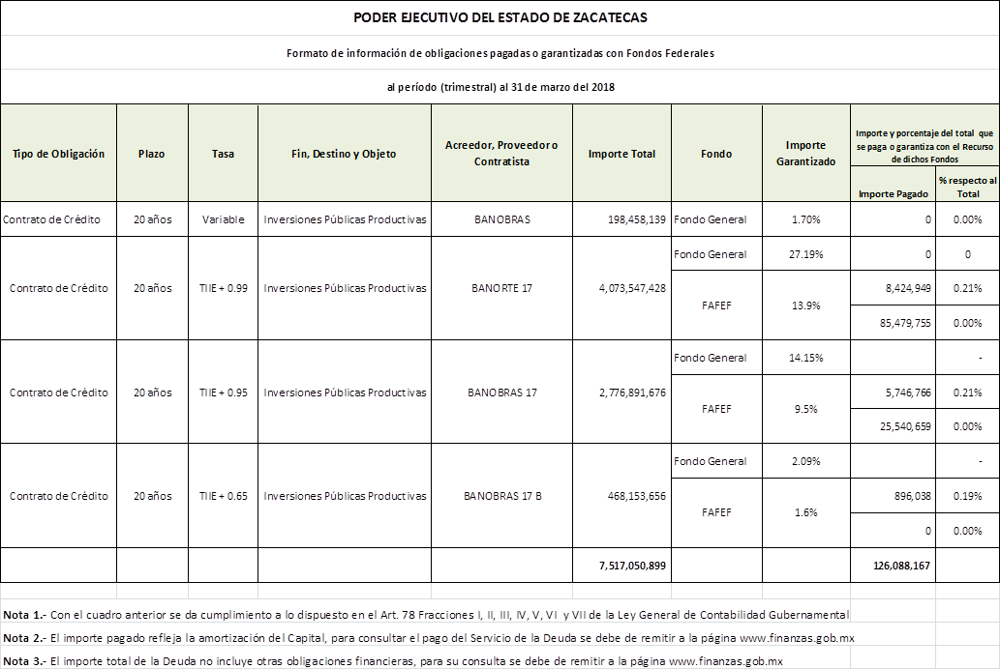 PODER EJECUTIVO DEL ESTADO DE ZACATECAS
Formato de información de obligaciones pagadas o garantizadas con Fondos Federales
al período (trimestral) al 31 de marzo del 2018
Tipo de Obligación Plazo Tasa Fin, Destino y Objeto Acreedor, Proveedor o Contratista Importe Total Fondo Importe Garantizado Importe y porcentaje del total que se paga o garantiza con el Recurso de dichos Fondos
Importe Pagado % respecto al Total
Contrato de Crédito 20 años Variable Inversiones Públicas Productivas BANOBRAS 198,458,139 Fondo General 1.70% 0 0.00%
Fondo General 27.19% 0 0
Contrato de Crédito 20 años TIIE + 0.99 Inversiones Públicas Productivas BANORTE 17 4,073,547,428 8,424,949 0.21%
FAFEF 13.9%
85,479,755 0.00%
Fondo General 14.15% -
Contrato de Crédito 20 años TIIE + 0.95 Inversiones Públicas Productivas BANOBRAS 17 2,776,891,676 5,746,766 0.21%
FAFEF 9.5%
25,540,659 0.00%
Fondo General 2.09% -
Contrato de Crédito 20 años TIIE + 0.65 Inversiones Públicas Productivas BANOBRAS 17 B 468,153,656 896,038 0.19%
FAFEF 1.6%
0 0.00%
7,517,050,899 126,088,167
Nota 1.- Con el cuadro anterior se da cumplimiento a lo dispuesto en el Art. 78 Fracciones I, II, III, IV, V, VI y VII de la Ley General de Contabilidad Gubernamental
Nota 2.- El importe pagado refleja la amortización del Capital, para consultar el pago del Servicio de la Deuda se debe de remitir a la página www.finanzas.gob.mx
Nota 3.- El importe total de la Deuda no incluye otras obligaciones financieras, para su consulta se debe de remitir a la página www.finanzas.gob.mx